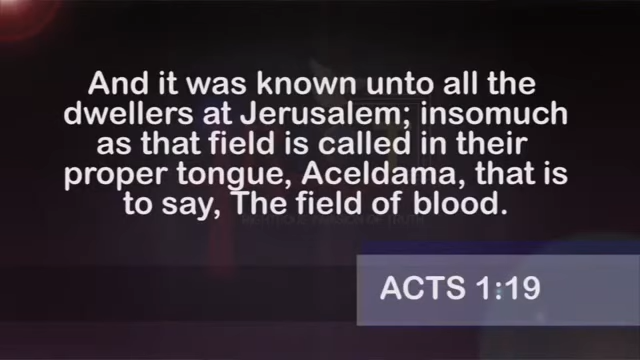 And it was known unto all the
dwellers at Jerusalem; insomuch
as that field is called in their
proper tongue, Aceldama, that is
to say, The field of blood.
ACTS 1:19